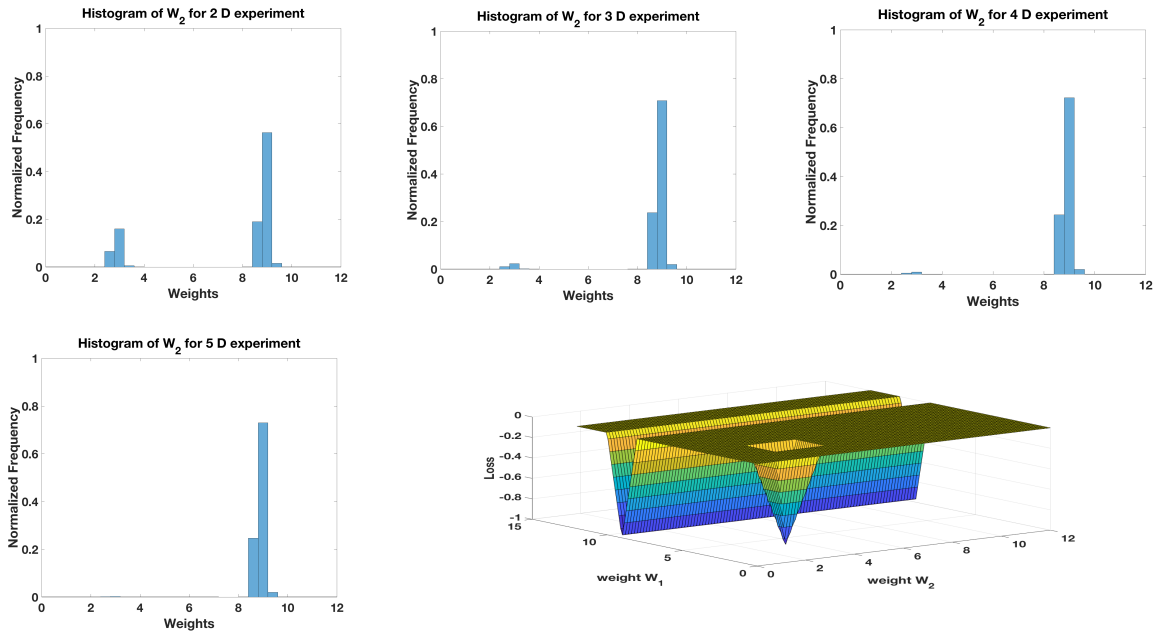 Histogram of W2 for 2 D experiment
1
0.8
0.6
0.4
0.2
0
Normalized Frequency
0 2 4 6 8 10 12
Weights
Histogram of W2 for 3 D experiment
1
0.8
0.6
0.4
0.2
0
Normalized Frequency
0 2 4 6 8 10 12
Weights
Histogram of W2 for 4 D experiment
1
0.8
0.6
0.4
0.2
0
Normalized Frequency
0 2 4 6 8 10 12
Weights
Histogram of W2 for 5 D experiment
1
0.8
0.6
0.4
0.2
0
Normalized Frequency
0 2 4 6 8 10 12
Weights
0
-0.2
-0.4
-0.6
-0.8
-1
Loss
15 10 5 0
weight W1
0 2 4 6 8 10 12
weight W2